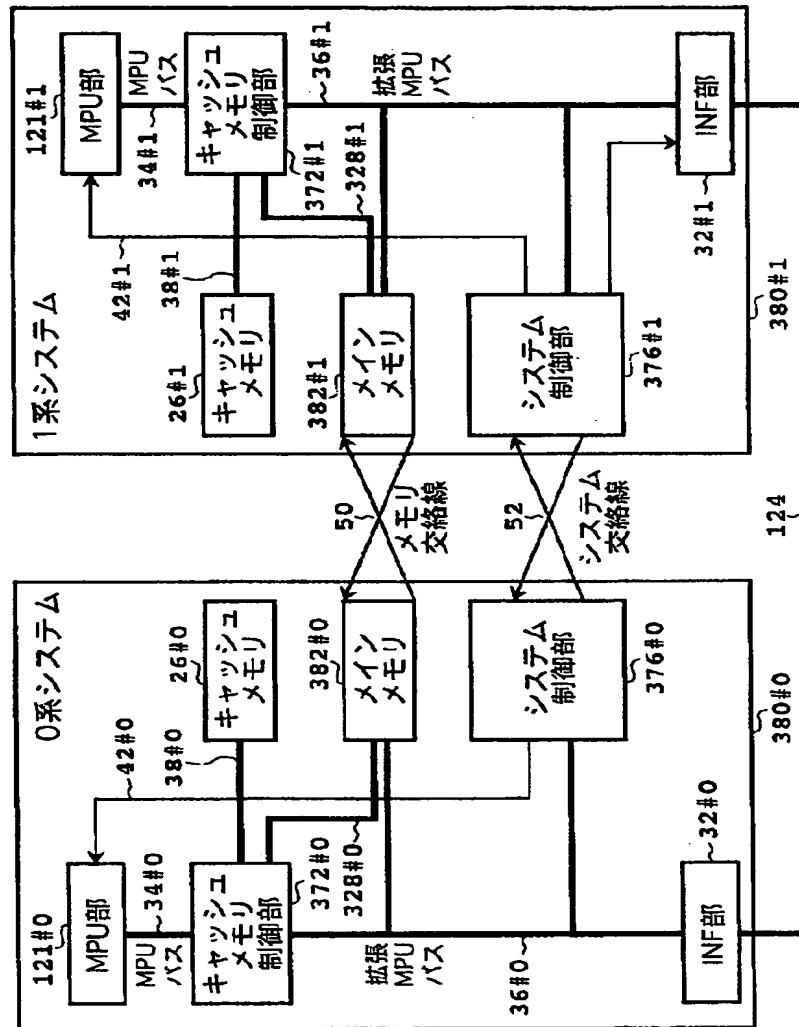 0系システム
121#0
MPU部
42#0
MPU
バス
34#0
38#0
26#0
キャッシュ
メモリ
キャッシュ
メモリ
制御部
372#0
328#0
382#0
メイン
メモリ
拡張
MPU
バス
システム
制御部
376#0
36#0
32#0
INF部
380#0
50
メモリ
交絡線
52
システム
交絡線
124
1系システム
121#1
MPU部
MPU
バス
34#1
42#1
38#1
26#1
キャッシュ
メモリ
キャッシュ
メモリ
制御部
36#1
372#1
328#1
拡張
MPU
バス
382#1
メイン
メモリ
システム
制御部
376#1
INF部
32#1
380#1